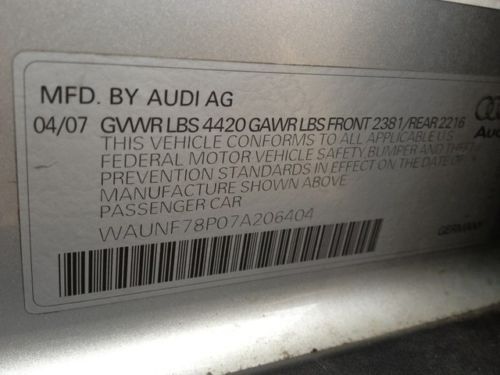 MFD. BY AUDI AG
04/07 GVWR LBS 4420 GAWR LBS FRONT 2381/REAR 2216
THIS VEHICLE CONFORMS TO ALL APPLICABLE U.S
FEDERAL MOTOR VEHICLE SAFETY BUMPER AND THEFT
PREVENTION STANDARDS IN EFFECT ON THE DATE OF
MANUFACTURE SHOWN ABOVE
PASSENGER CAR
WAUNF78P07A206404
GERMANY